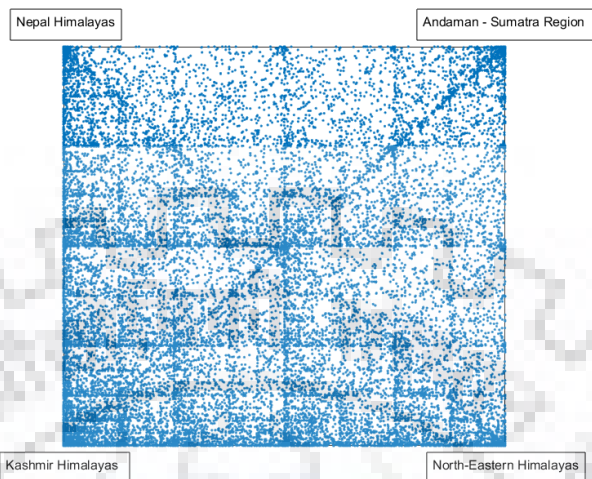 Nepal Himalayas
Andaman - Sumatra Region
Kashmir Himalayas
North-Eastern Himalayas